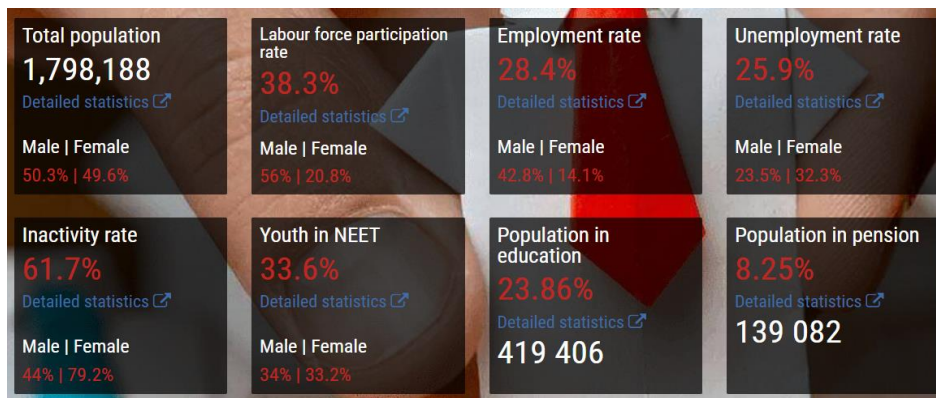 Total population
1,798,188
Detailed statistics
Male | Female
50.3% | 49.6%
Labour force participation
rate
38.3%
Detailed statistics
Male | Female
56% | 20.8%
Employment rate
28.4%
Detailed statistics
Male | Female
42.8% | 14.1%
Unemployment rate
25.9%
Detailed statistics
Male | Female
23.5% | 32.3%
Inactivity rate
61.7%
Detailed statistics
Male | Female
44% | 79.2%
Youth in NEET
33.6%
Detailed statistics
Male | Female
34% | 33.2%
Population in
education
23.86%
Detailed statistics
419 406
Population in pension
8.25%
Detailed statistics
139 082